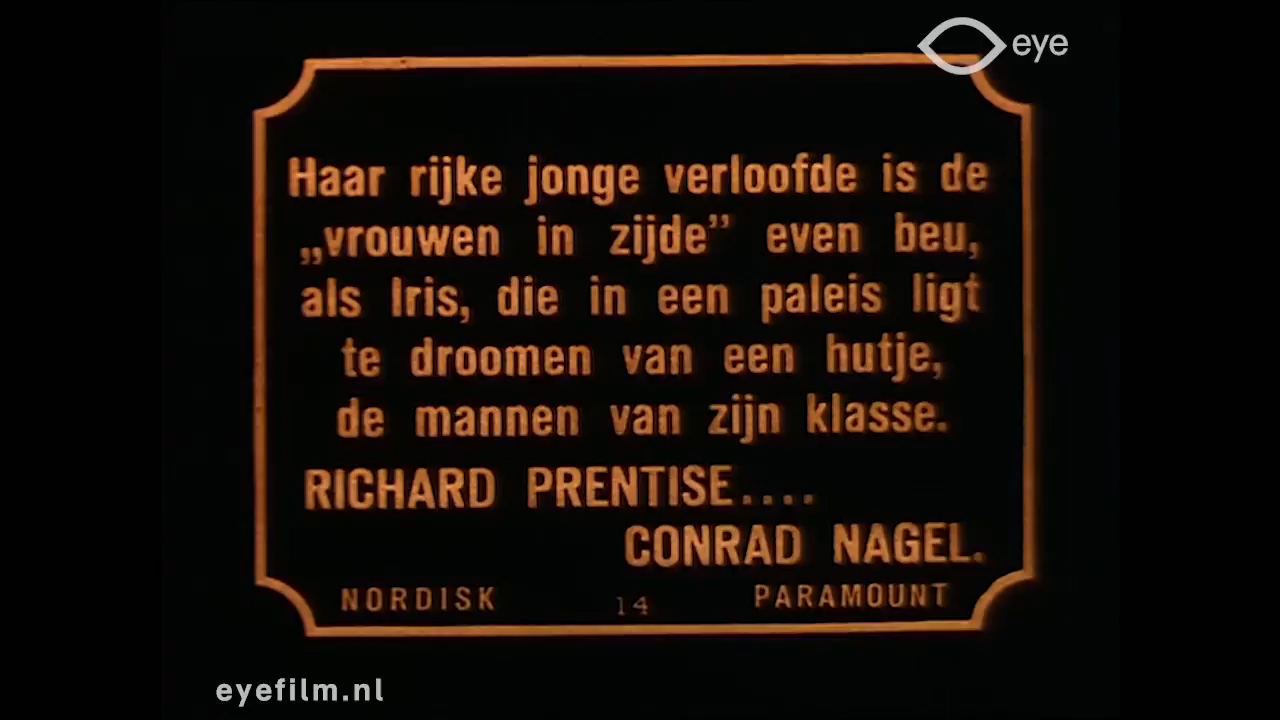 eye
Haar rijke jonge verloofde is de
„vrouwen in zijde” even beu,
als Iris, die in een paleis ligt
te droomen van een hutje,
de mannen van zijn klasse.
RICHARD PRENTISE....
CONRAD NAGEL.
NORDISK 14 PARAMOUNT
eyefilm.nl